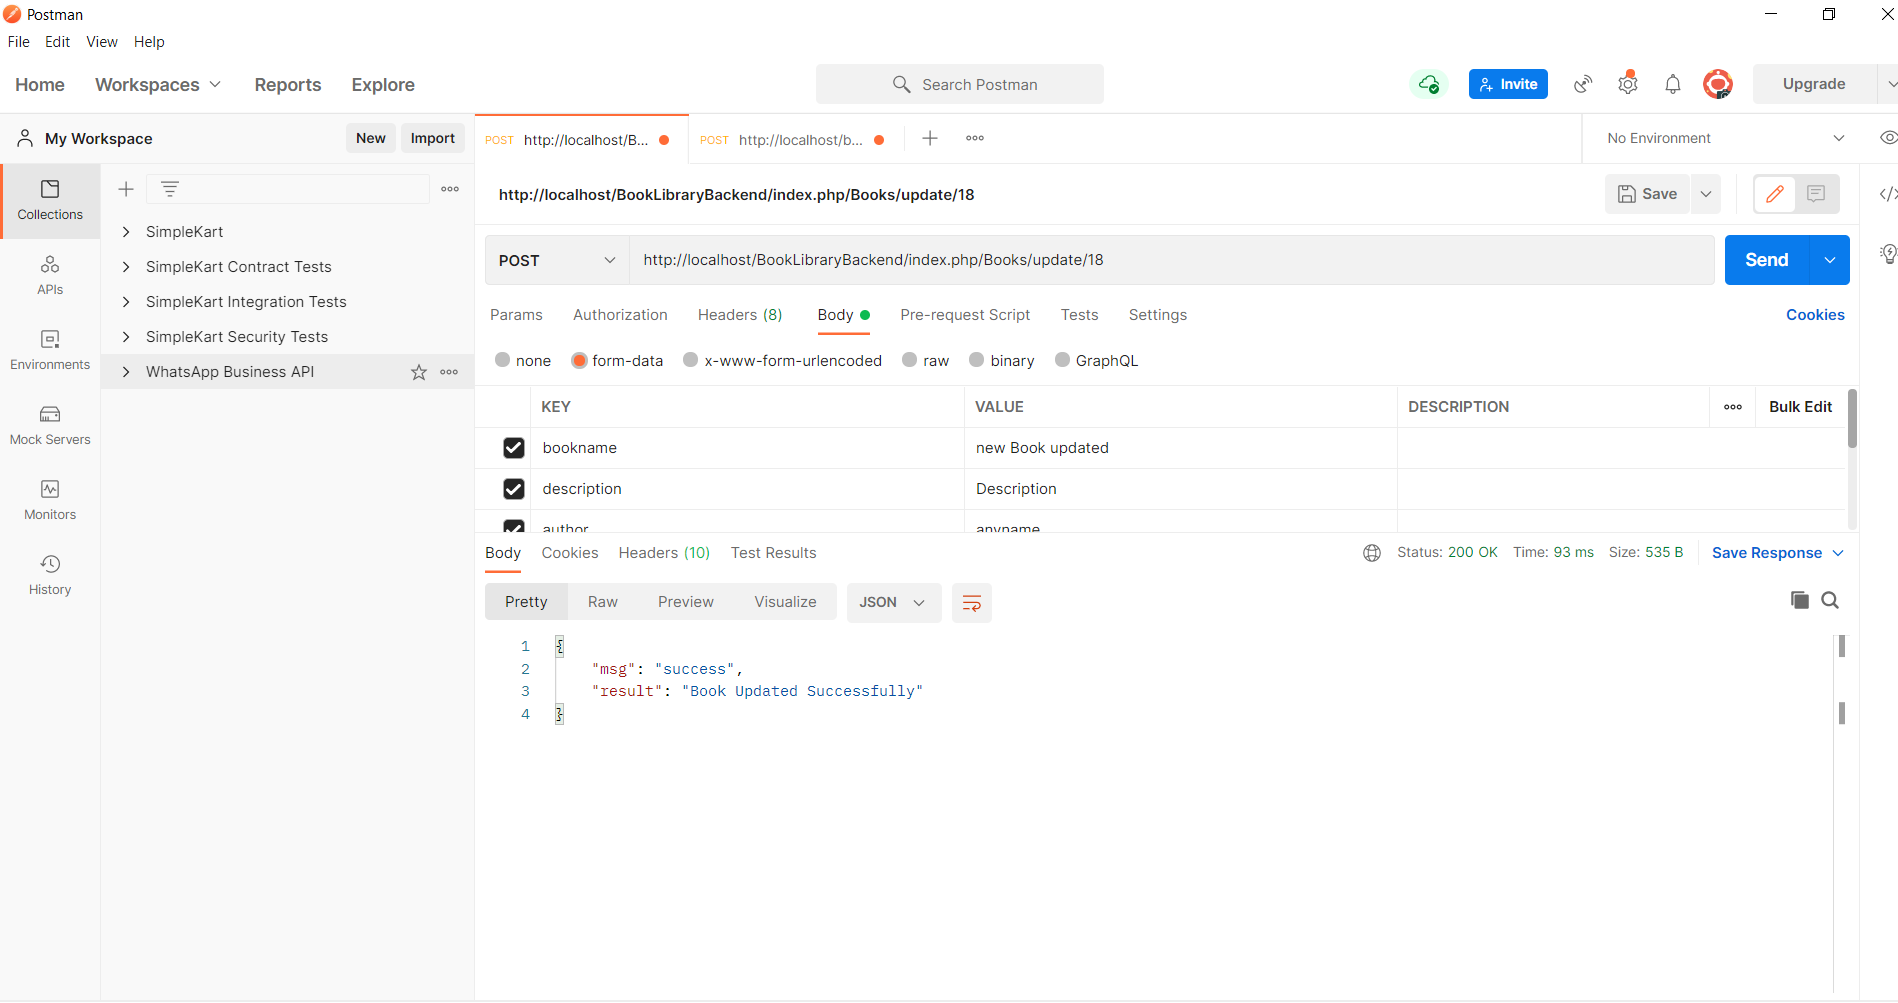 Postman
File Edit View Help
Home Workspaces Reports Explore Search Postman Invite Upgrade
My Workspace New Import
POST http://localhost/B... POST http://localhost/b... No Environment
Collections
APIs
Environments
Mock Servers
Monitors
History
SimpleKart
SimpleKart Contract Tests
SimpleKart Integration Tests
SimpleKart Security Tests
WhatsApp Business API
http://localhost/BookLibraryBackend/index.php/Books/update/18 Save
POST http://localhost/BookLibraryBackend/index.php/Books/update/18 Send
Params Authorization Headers (8) Body Pre-request Script Tests Settings Cookies
none form-data x-www-form-urlencoded raw binary GraphQL
KEY VALUE DESCRIPTION Bulk Edit
bookname new Book updated
description Description
author anyname
Body Cookies Headers (10) Test Results Status: 200 OK Time: 93 ms Size: 535 B Save Response
Pretty Raw Preview Visualize JSON
1 {
2 "msg": "success",
3 "result": "Book Updated Successfully"
4 }